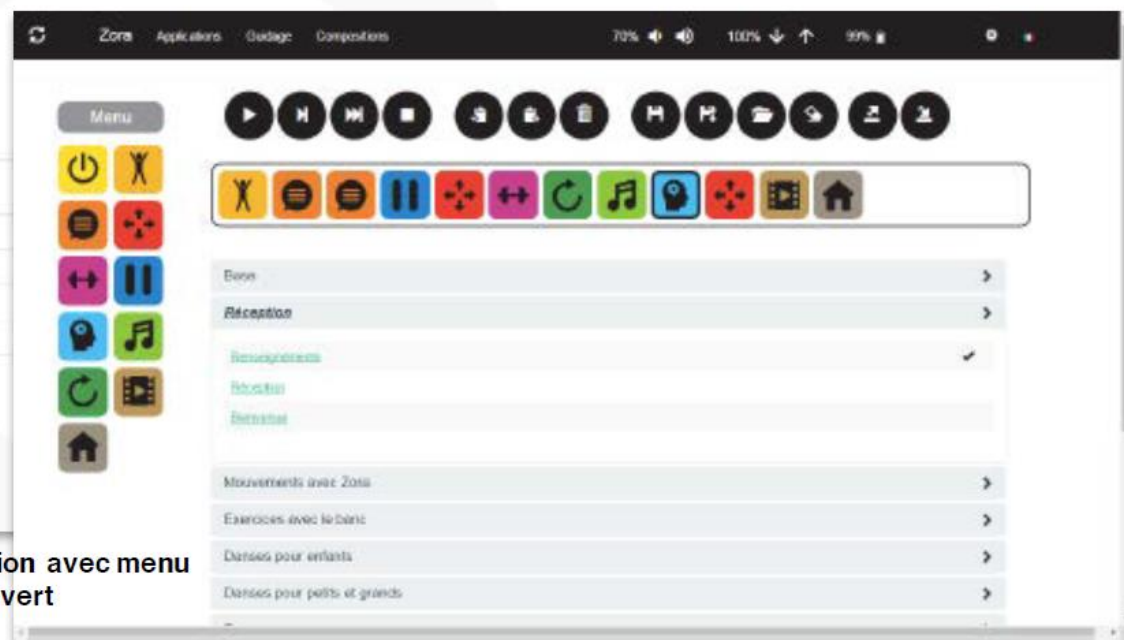 Zora Applications Guidage Compositions 70% 100% 99%
Menu
Base
Réception
Renseignements
Réception
Bienvenue
Mouvements avec Zora
Exercices avec le banc
Danses pour enfants
Danses pour petits et grands
ion avec menu
vert